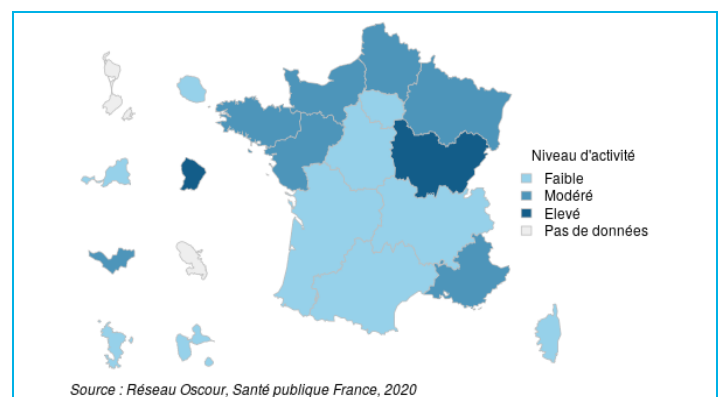 Niveau d'activité
Faible
Modéré
Elevé
Pas de données
Source : Réseau Oscour, Santé publique France, 2020